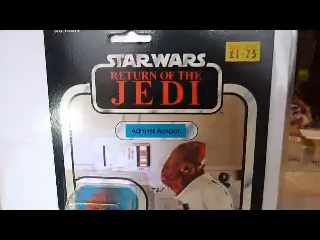 £1.75
STAR WARS
RETURN OF THE
JEDI
Admiral Ackbar